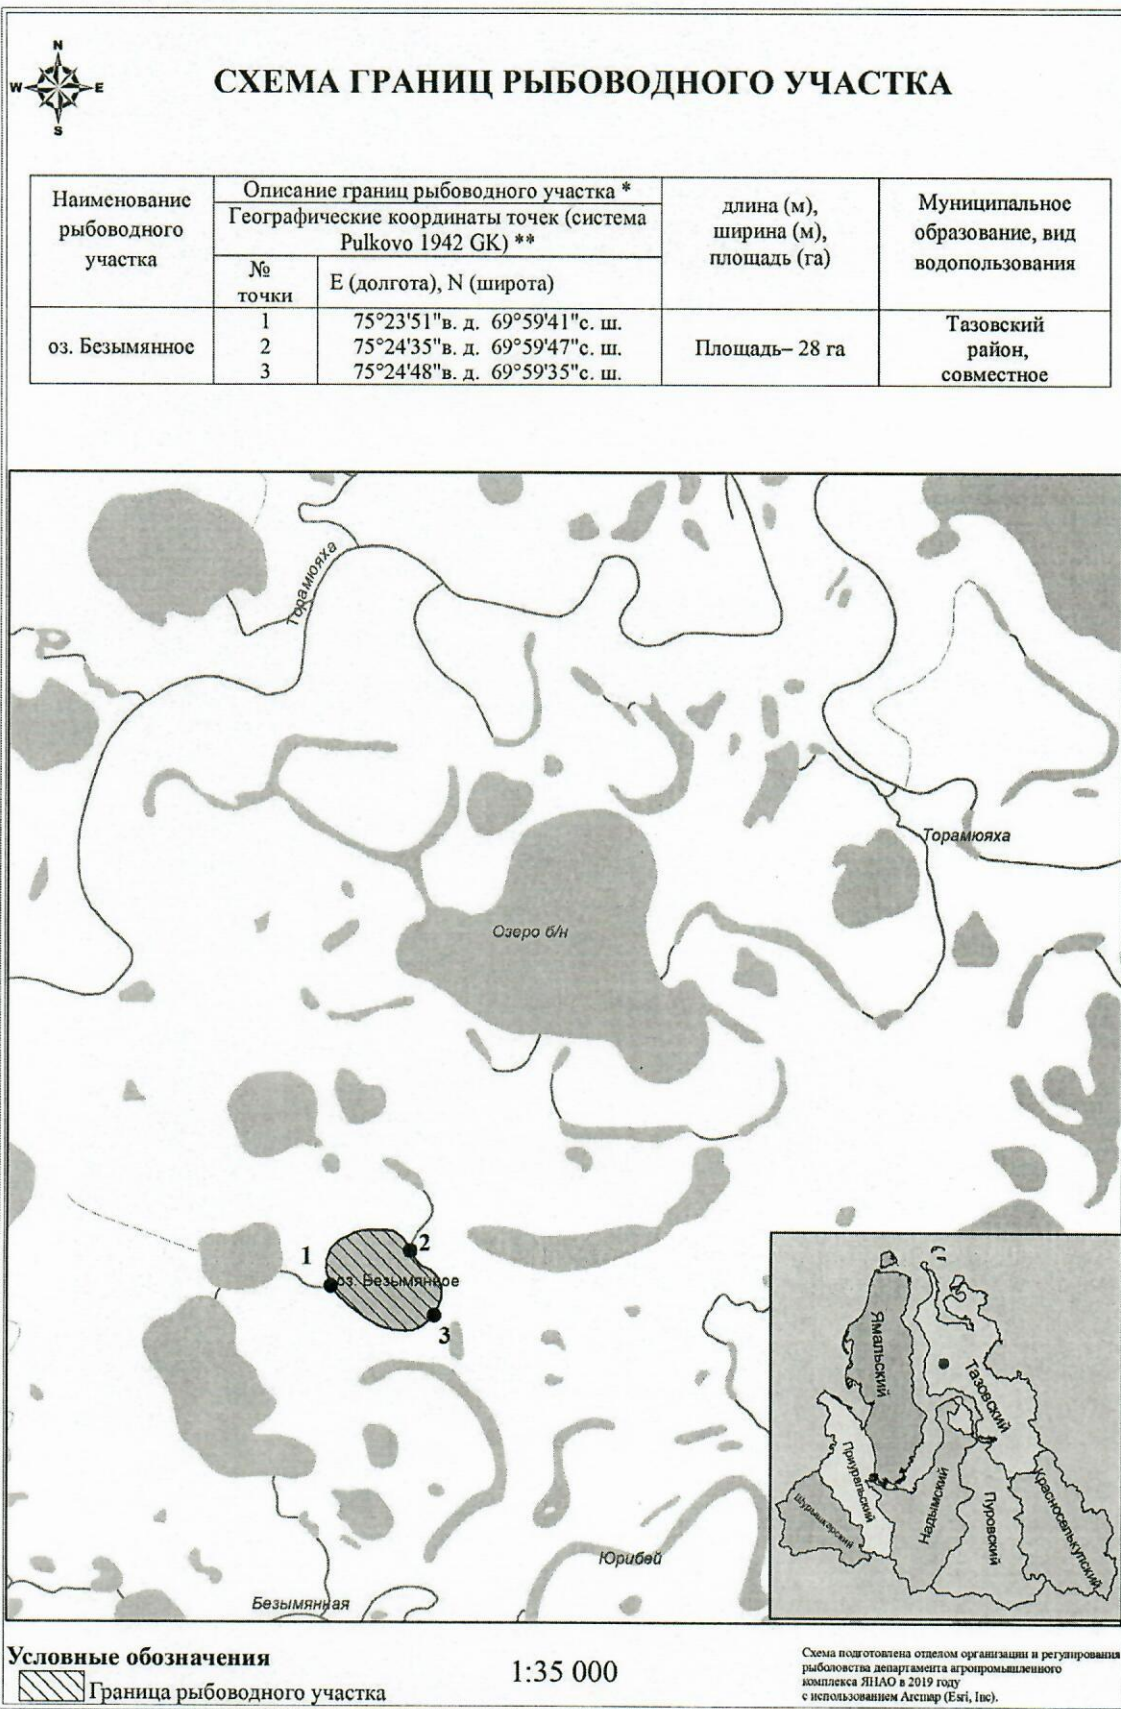 N
W E
S
СХЕМА ГРАНИЦ РЫБОВОДНОГО УЧАСТКА
Наименование рыбоводного участка
Описание границ рыбоводного участка *
Географические координаты точек (система Pulkovo 1942 GK) **
№ точки
E (долгота), N (широта)
длина (м), ширина (м), площадь (га)
Муниципальное образование, вид водопользования
оз. Безымянное
1 75°23'51"в. д. 69°59'41"с. ш.
2 75°24'35"в. д. 69°59'47"с. ш.
3 75°24'48"в. д. 69°59'35"с. ш.
Площадь– 28 га
Тазовский район, совместное
Торамюяха
Торамюяха
Озеро б/н
1
2
оз. Безымянное
3
Юрибей
Безымянная
Ямальский
Тазовский
Приуральский
Шурышкарский
Надымский
Пуровский
Красноселькупский
Условные обозначения
Граница рыбоводного участка
1:35 000
Схема подготовлена отделом организации и регулирования
рыболовства департамента агропромышленного
комплекса ЯНАО в 2019 году
с использованием Arcmap (Esri, Inc).